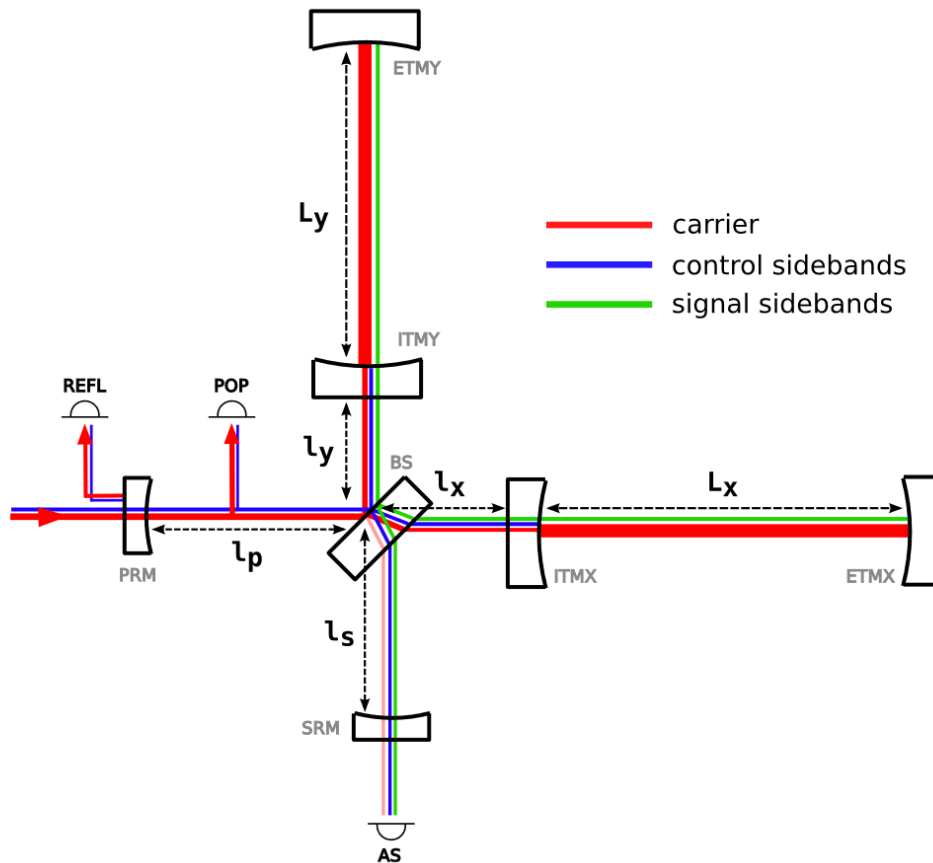 ETMY
Ly
carrier
control sidebands
signal sidebands
ITMY
REFL
POP
ly
BS
lx
Lx
lp
PRM
ITMX
ETMX
ls
SRM
AS